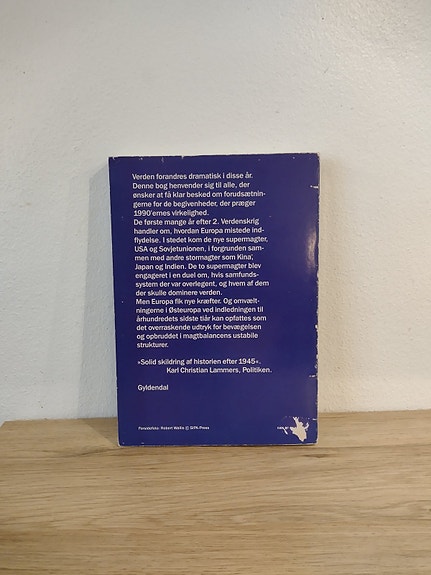 Verden forandres dramatisk i disse år.
Denne bog henvender sig til alle, der
ønsker at få klar besked om forudsætnin-
gerne for de begivenheder, der præger
1990'ernes virkelighed.
De første mange år efter 2. Verdenskrig
handler om, hvordan Europa mistede ind-
flydelse. I stedet kom de nye supermagter,
USA og Sovjetunionen, i forgrunden sam-
men med andre stormagter som Kina,
Japan og Indien. De to supermagter blev
engageret i en duel om, hvis samfunds-
system der var overlegent, og hvem af dem
der skulle dominere verden.
Men Europa fik nye kræfter. Og omvælt-
ningerne i Østeuropa ved indledningen til
århundredets sidste tiår kan opfattes som
det overraskende udtryk for bevægelsen
og opbruddet i magtbalancens ustabile
strukturer.
»Solid skildring af historien efter 1945«.
Karl Christian Lammers, Politiken.
Gyldendal
Forsidefoto: Robert Wallis © SIPA-Press